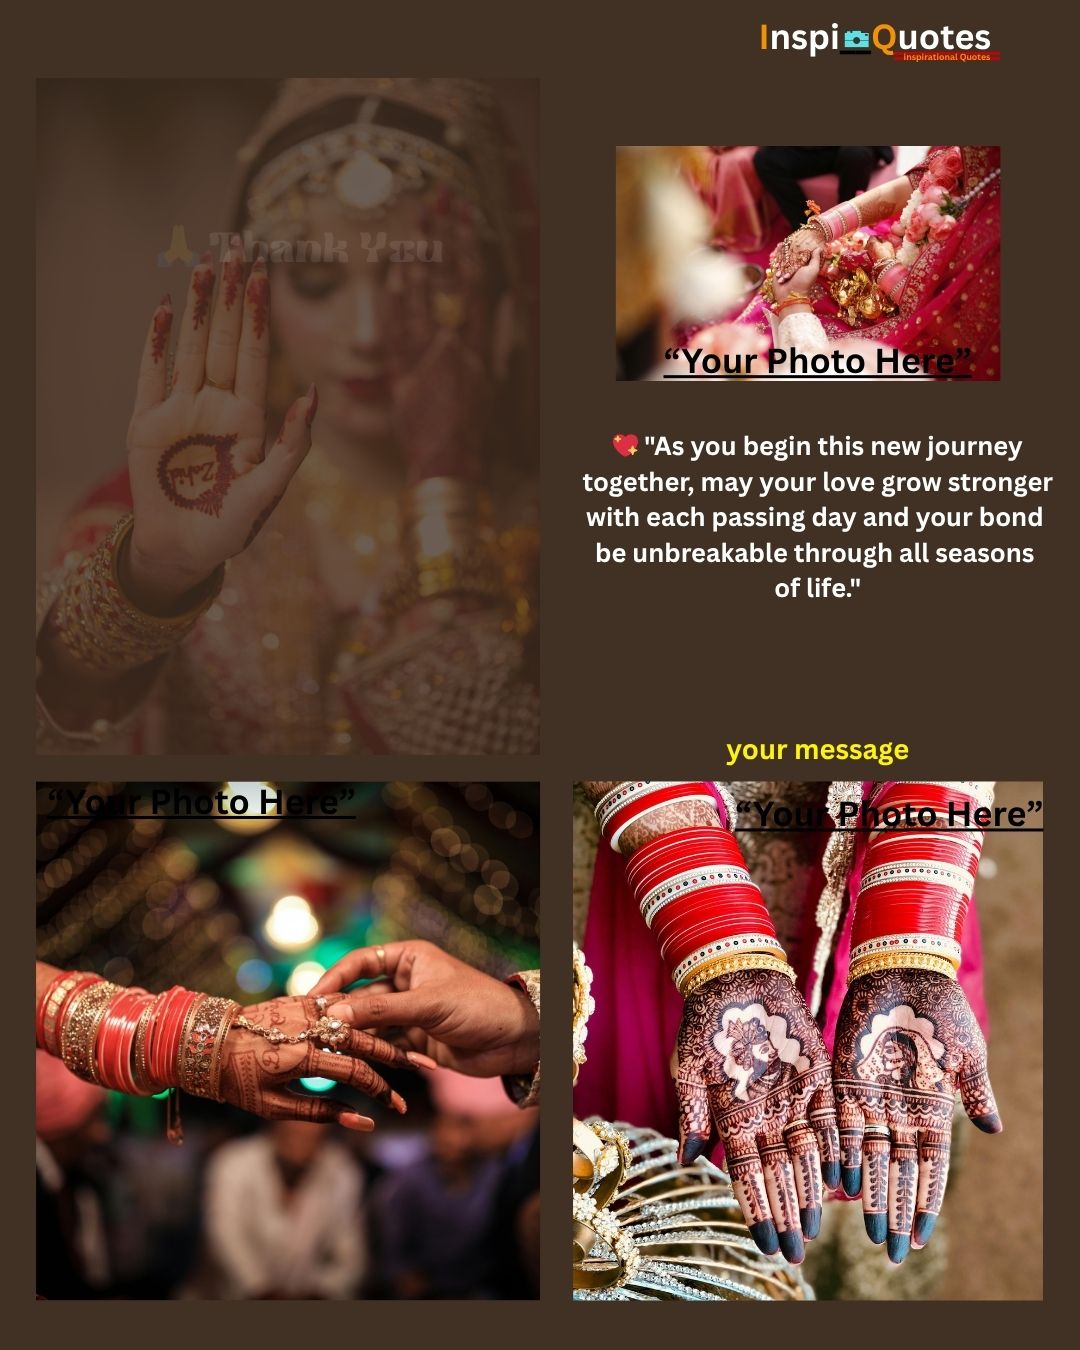 InspiQuotes
inspirational Quotes
🙏 Thank You
“Your Photo Here”
💖 "As you begin this new journey
together, may your love grow stronger
with each passing day and your bond
be unbreakable through all seasons
of life."
your message
“Your Photo Here”
“Your Photo Here”
Zahid